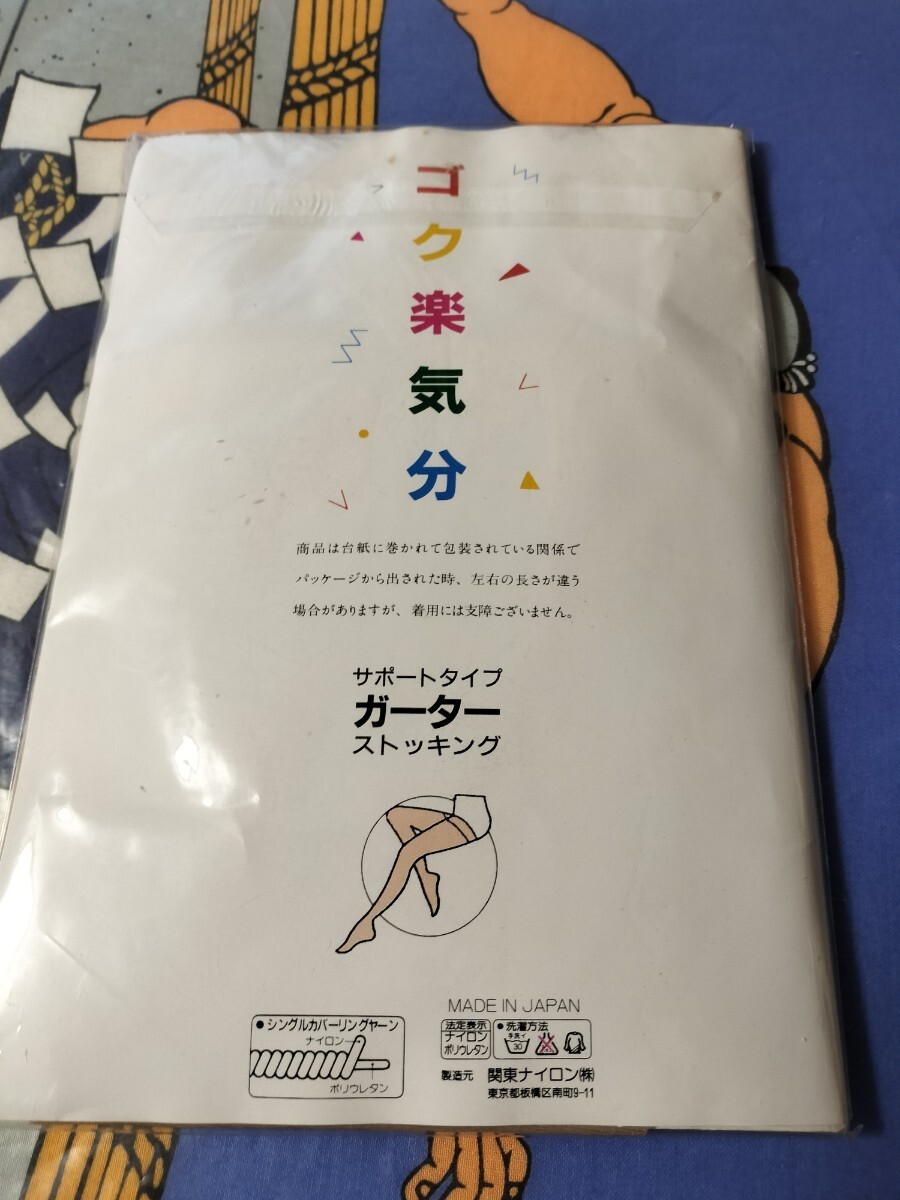 ゴク楽気分
商品は台紙に巻かれて包装されている関係で
パッケージから出された時、左右の長さが違う
場合がありますが、着用には支障ございません。
サポートタイプ
ガーター
ストッキング
MADE IN JAPAN
●シングルカバーリングヤーン
ナイロン
ポリウレタン
法定表示
ナイロン
ポリウレタン
●洗濯方法
手洗イ
30
製造元 関東ナイロン㈱
東京都板橋区南町9-11